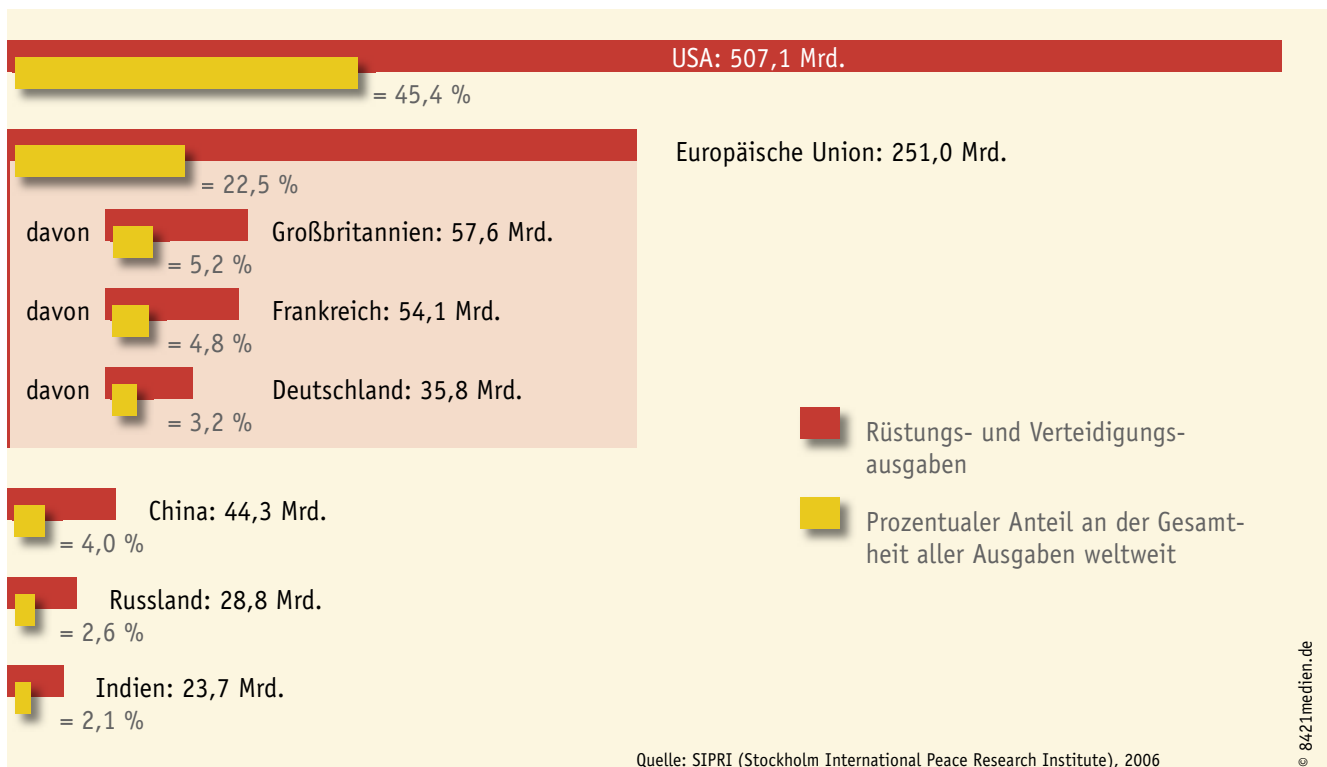 USA: 507,1 Mrd.
= 45,4 %
Europäische Union: 251,0 Mrd.
= 22,5 %
davon Großbritannien: 57,6 Mrd.
= 5,2 %
davon Frankreich: 54,1 Mrd.
= 4,8 %
davon Deutschland: 35,8 Mrd.
= 3,2 %
Rüstungs- und Verteidigungs-
ausgaben
China: 44,3 Mrd.
= 4,0 %
Prozentualer Anteil an der Gesamt-
heit aller Ausgaben weltweit
Russland: 28,8 Mrd.
= 2,6 %
Indien: 23,7 Mrd.
= 2,1 %
Quelle: SIPRI (Stockholm International Peace Research Institute), 2006
© 8421medien.de